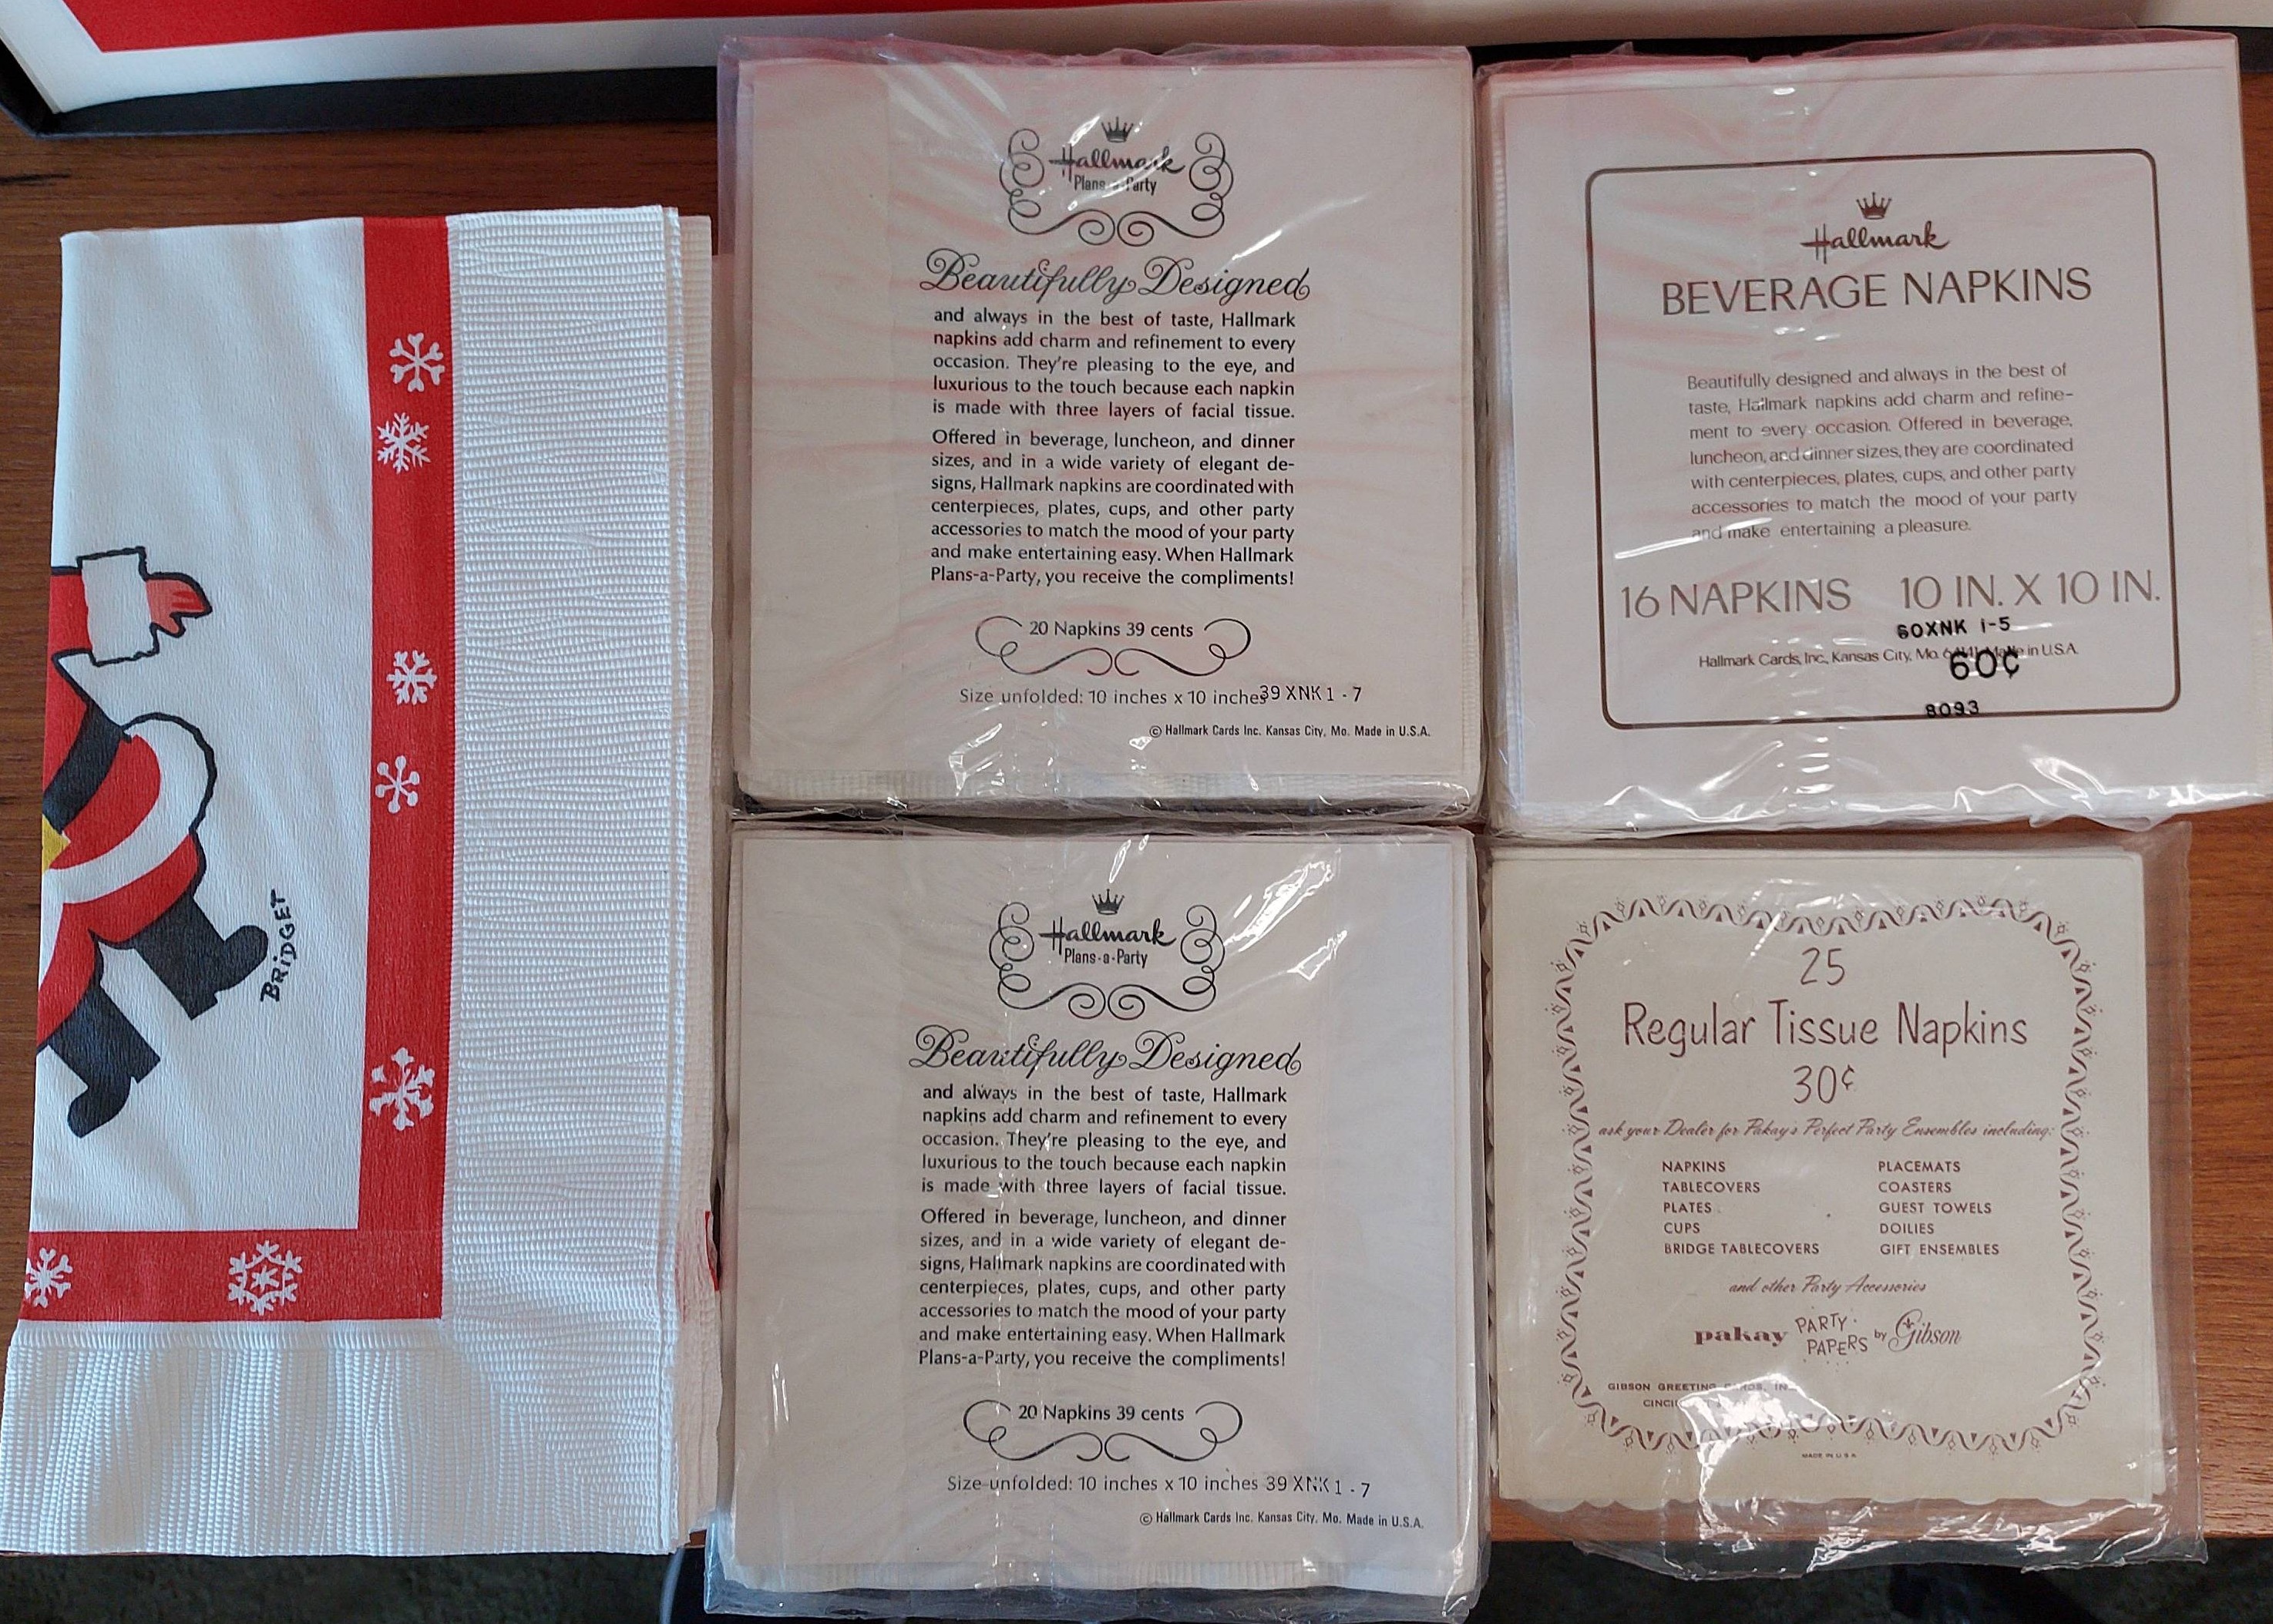 BRiDGET
Hallmark
Plans-a-Party
Beautifully Designed
and always in the best of taste, Hallmark
napkins add charm and refinement to every
occasion. They're pleasing to the eye, and
luxurious to the touch because each napkin
is made with three layers of facial tissue.
Offered in beverage, luncheon, and dinner
sizes, and in a wide variety of elegant de-
signs, Hallmark napkins are coordinated with
centerpieces, plates, cups, and other party
accessories to match the mood of your party
and make entertaining easy. When Hallmark
Plans-a-Party, you receive the compliments!
20 Napkins 39 cents
Size unfolded: 10 inches x 10 inches 39 XNK 1 - 7
© Hallmark Cards Inc. Kansas City, Mo. Made in U.S.A.
Hallmark
BEVERAGE NAPKINS
Beautifully designed and always in the best of
taste, Hallmark napkins add charm and refine-
ment to every occasion. Offered in beverage,
luncheon, and dinner sizes, they are coordinated
with centerpieces, plates, cups, and other party
accessories to match the mood of your party
and make entertaining a pleasure.
16 NAPKINS 10 IN. X 10 IN.
60XNK 1-5
Hallmark Cards, Inc., Kansas City, Mo. Made in U.S.A.
60¢
8093
Hallmark
Plans-a-Party
Beautifully Designed
and always in the best of taste, Hallmark
napkins add charm and refinement to every
occasion. They're pleasing to the eye, and
luxurious to the touch because each napkin
is made with three layers of facial tissue.
Offered in beverage, luncheon, and dinner
sizes, and in a wide variety of elegant de-
signs, Hallmark napkins are coordinated with
centerpieces, plates, cups, and other party
accessories to match the mood of your party
and make entertaining easy. When Hallmark
Plans-a-Party, you receive the compliments!
20 Napkins 39 cents
Size unfolded: 10 inches x 10 inches 39 XNK 1 - 7
© Hallmark Cards Inc. Kansas City, Mo. Made in U.S.A.
25
Regular Tissue Napkins
30¢
ask your Dealer for Pakay's Perfect Party Ensembles including:
NAPKINS PLACEMATS
TABLECOVERS COASTERS
PLATES GUEST TOWELS
CUPS DOILIES
BRIDGE TABLECOVERS GIFT ENSEMBLES
and other Party Accessories
pakay PARTY PAPERS by Gibson
GIBSON GREETING CARDS, IN
MADE IN U.S.A.